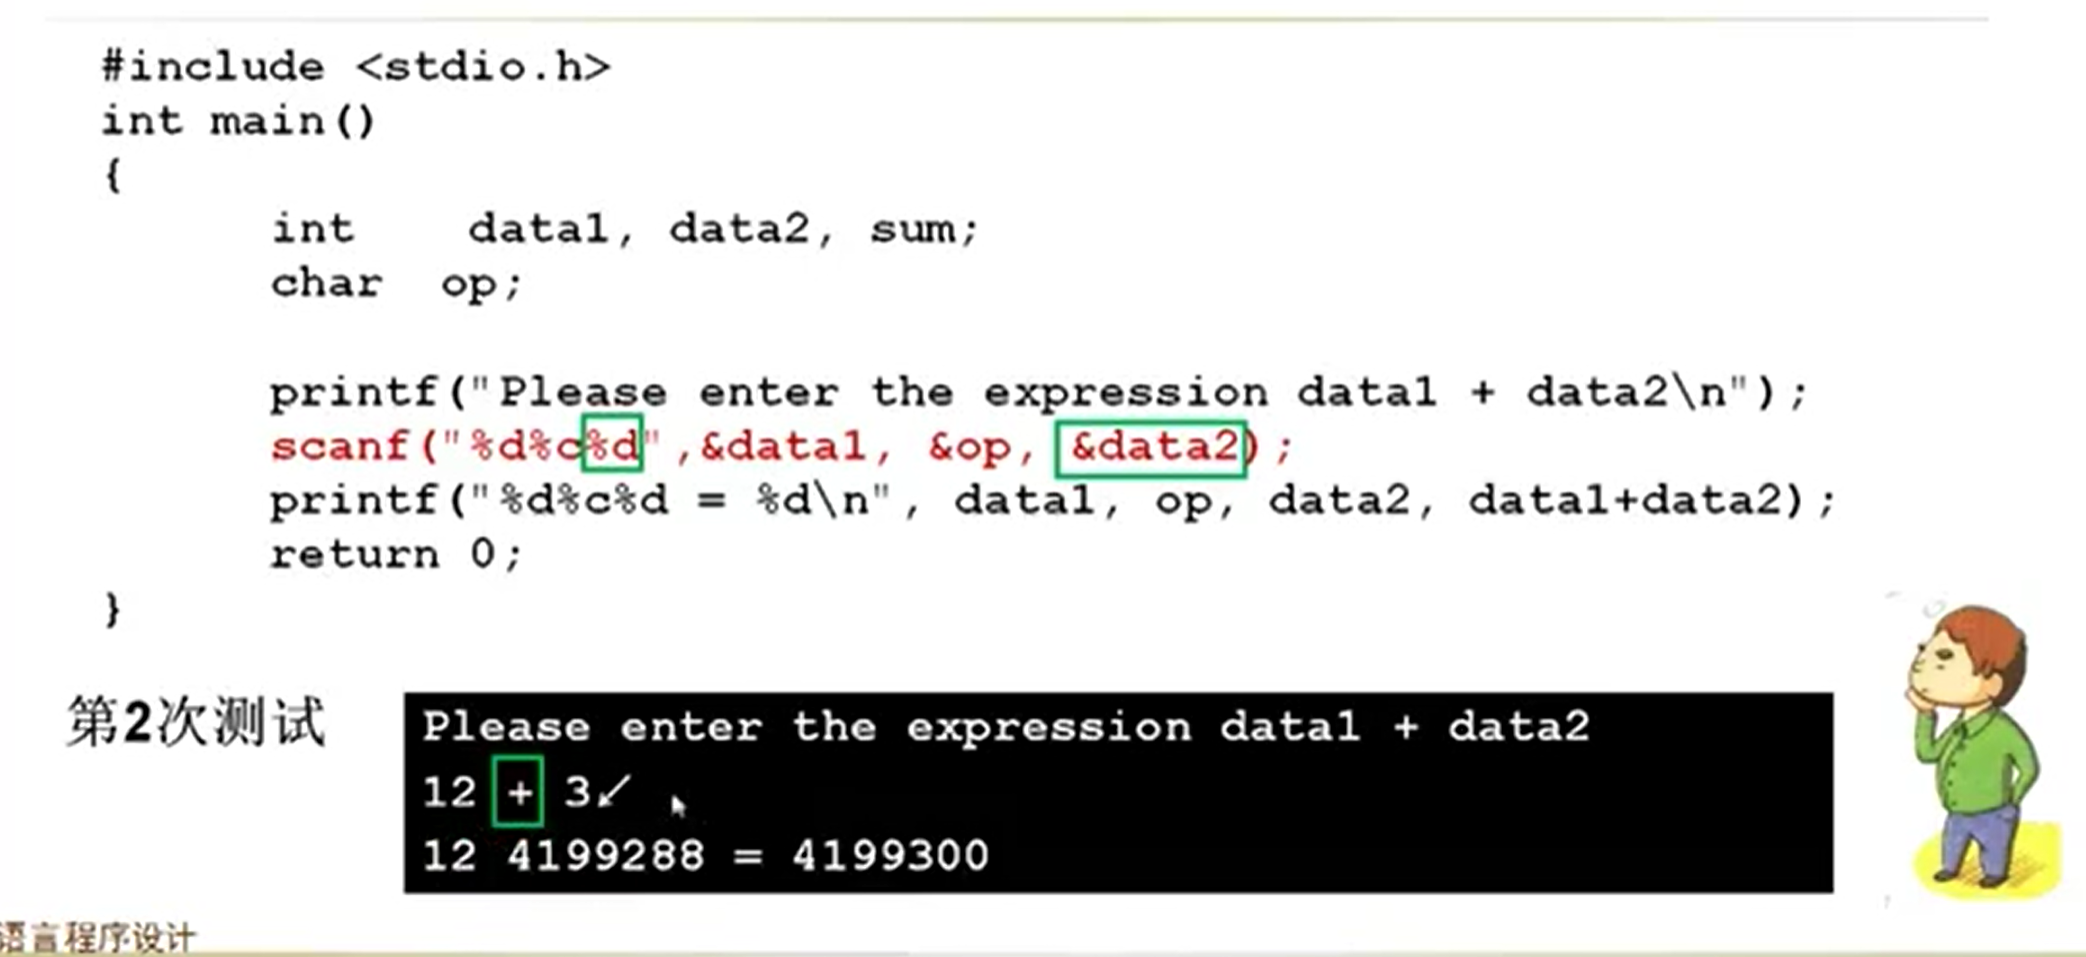 #include <stdio.h>
int main()
{
int data1, data2, sum;
char op;
printf("Please enter the expression data1 + data2\n");
scanf("%d%c%d",&data1, &op, &data2);
printf("%d%c%d = %d\n", data1, op, data2, data1+data2);
return 0;
}
第2次测试
Please enter the expression data1 + data2
12 + 3↙
12 4199288 = 4199300
语言程序设计